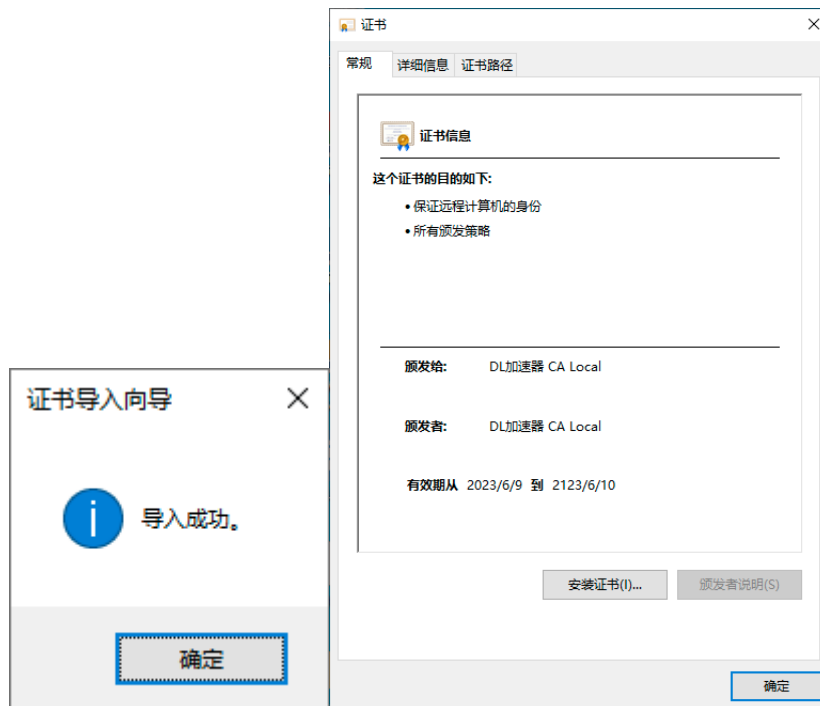 证书
常规 详细信息 证书路径
证书信息
这个证书的目的如下:
• 保证远程计算机的身份
• 所有颁发策略
颁发给: DL加速器 CA Local
颁发者: DL加速器 CA Local
有效期从 2023/6/9 到 2123/6/10
安装证书(I)... 颁发者说明(S)
确定
证书导入向导
导入成功。
确定